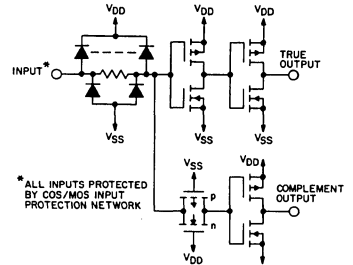 VDD
VDD
VDD
INPUT*
TRUE
OUTPUT
VSS
VSS
VSS
VSS
VDD
*ALL INPUTS PROTECTED
BY COS/MOS INPUT
PROTECTION NETWORK
p
n
COMPLEMENT
OUTPUT
VDD